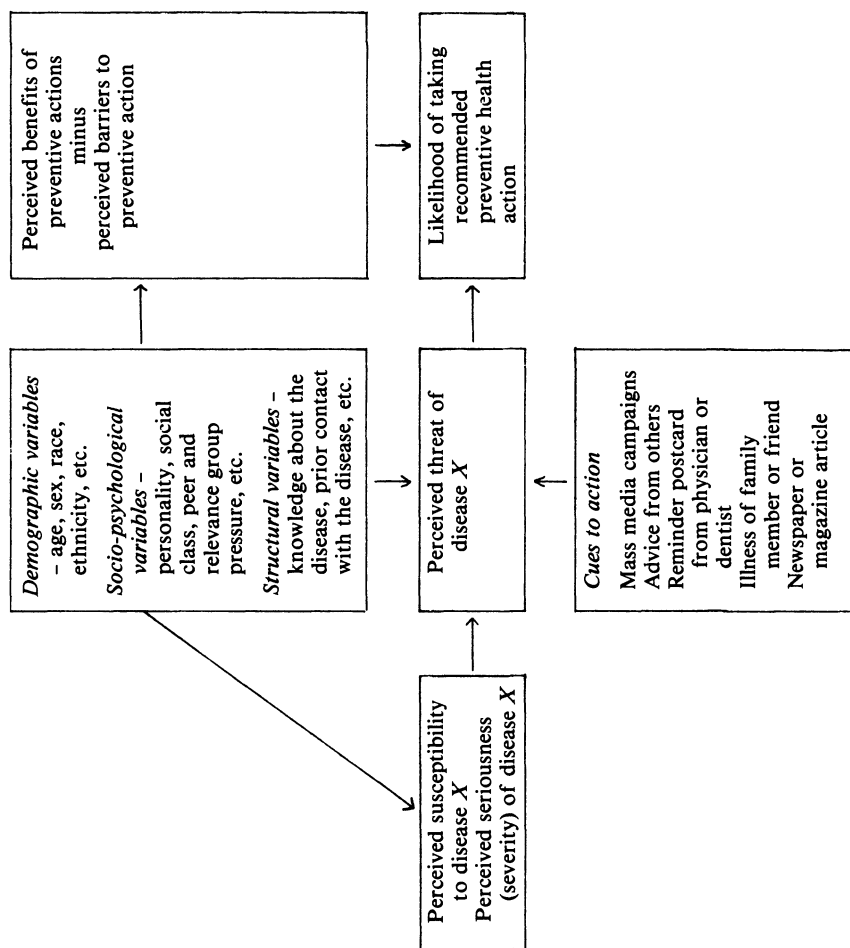 Demographic variables
– age, sex, race,
ethnicity, etc.
Socio-psychological
variables –
personality, social
class, peer and
relevance group
pressure, etc.
Structural variables –
knowledge about the
disease, prior contact
with the disease, etc.
Perceived benefits of
preventive actions
minus
perceived barriers to
preventive action
Perceived susceptibility
to disease X
Perceived seriousness
(severity) of disease X
Perceived threat of
disease X
Likelihood of taking
recommended
preventive health
action
Cues to action
Mass media campaigns
Advice from others
Reminder postcard
from physician or
dentist
Illness of family
member or friend
Newspaper or
magazine article